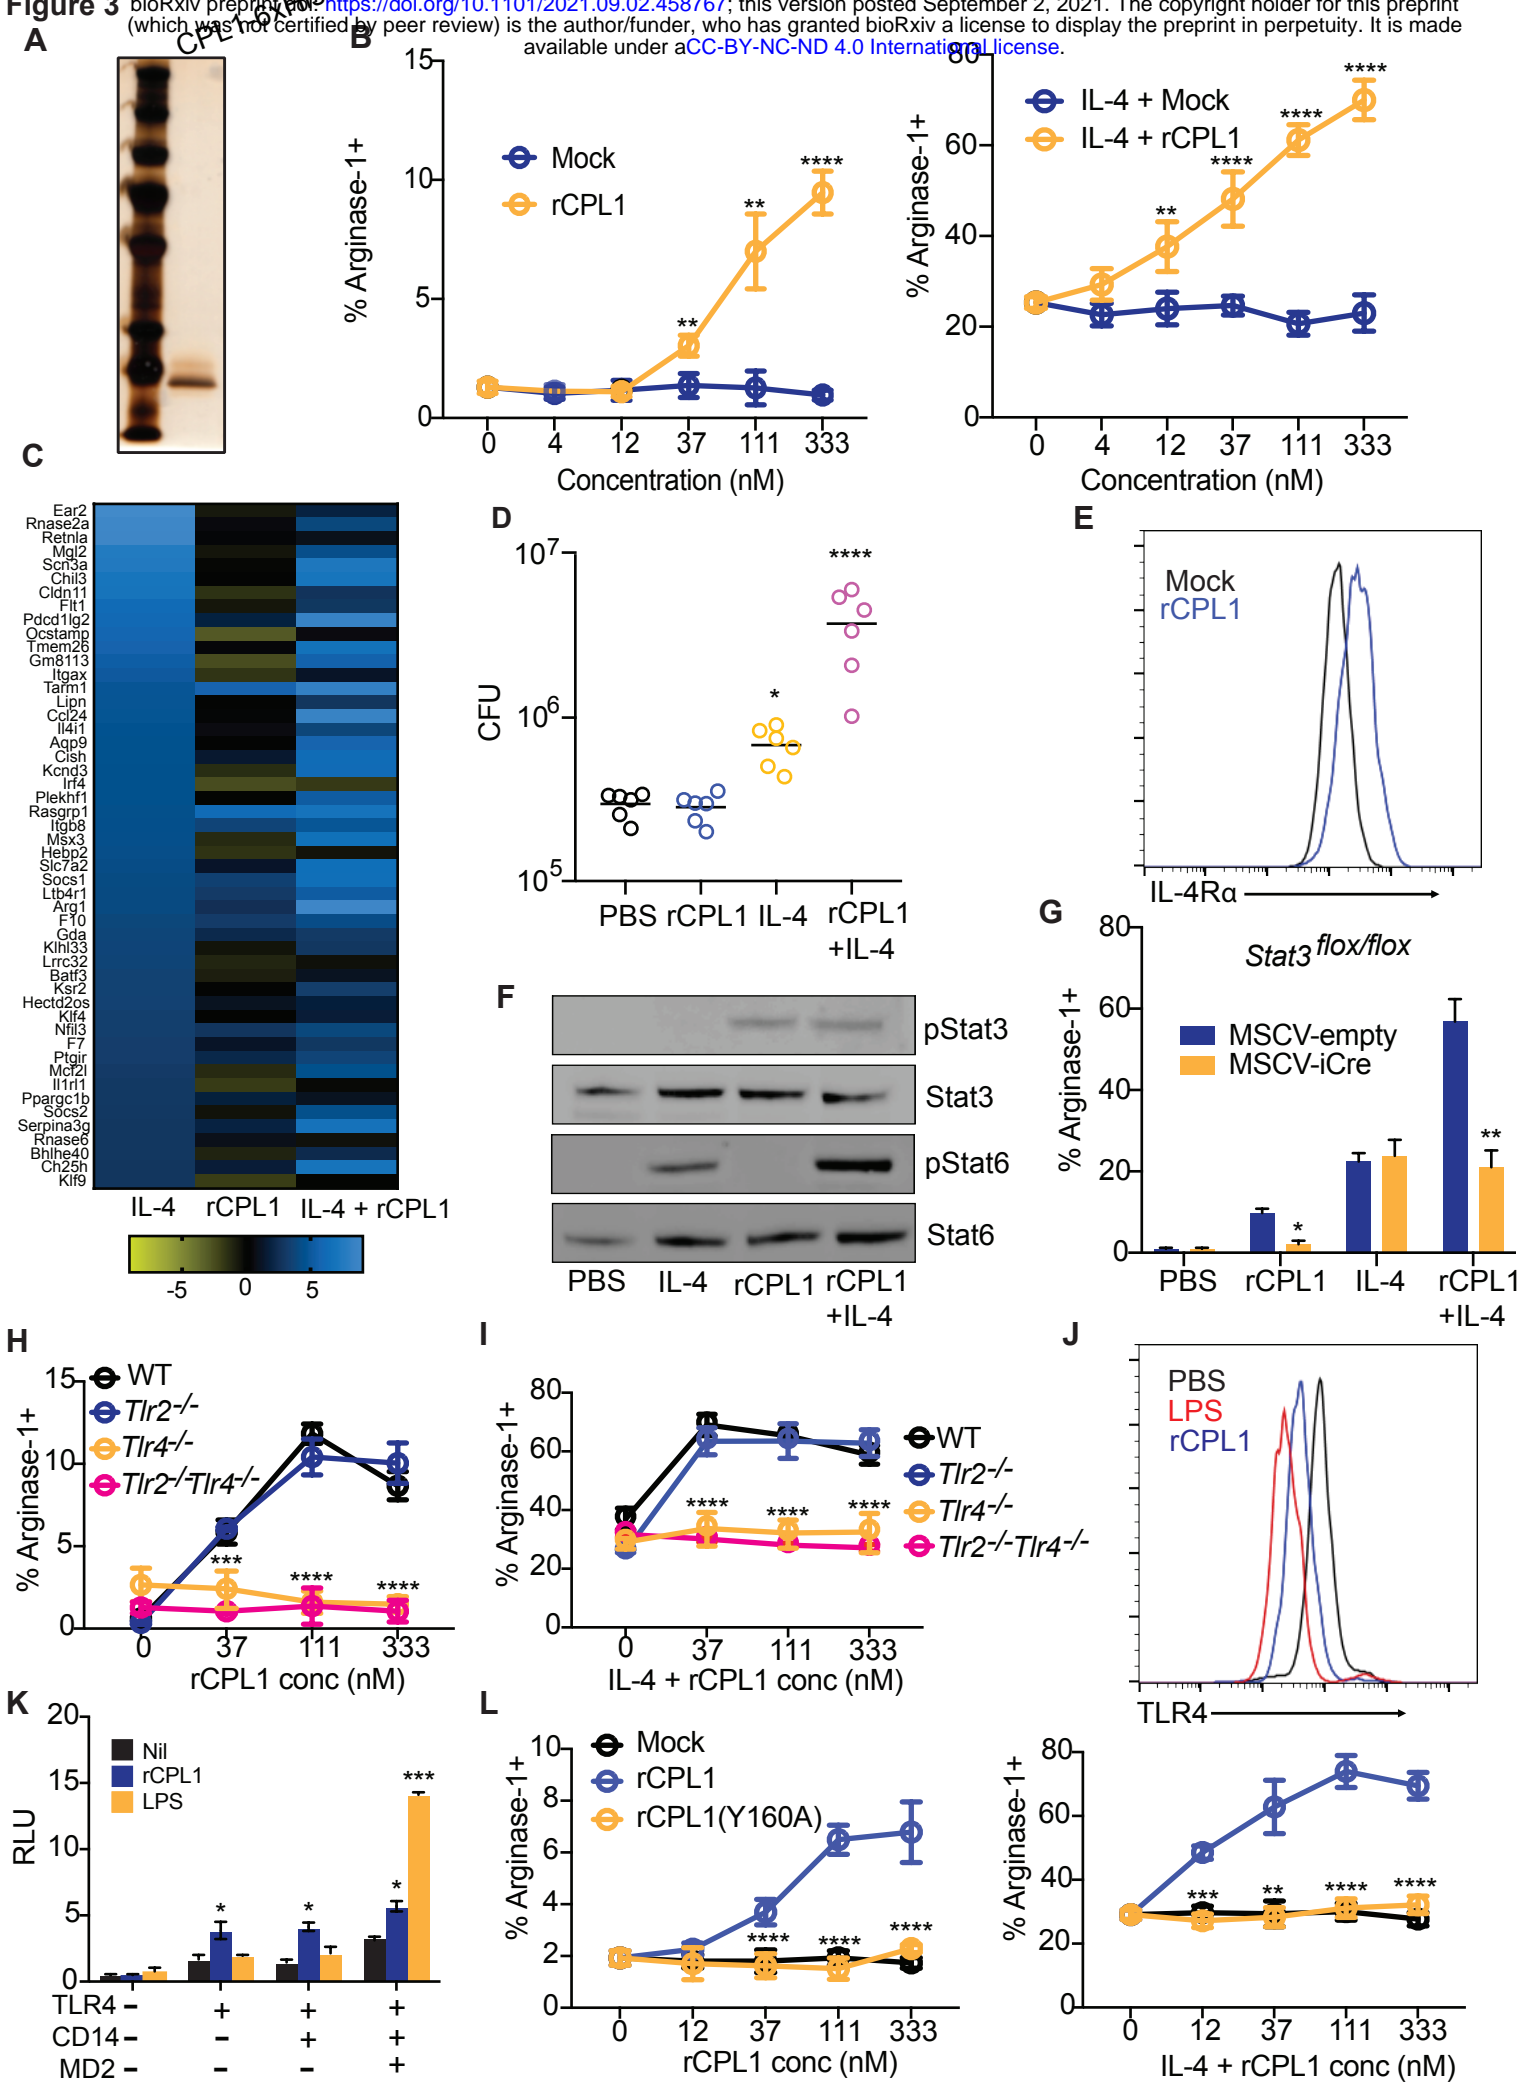 Figure 3
bioRxiv preprint doi: https://doi.org/10.1101/2021.09.02.458767; this version posted September 2, 2021. The copyright holder for this preprint
(which was not certified by peer review) is the author/funder, who has granted bioRxiv a license to display the preprint in perpetuity. It is made
available under aCC-BY-NC-ND 4.0 International license.
A
B
15
10
5
0
% Arginase-1+
Mock
rCPL1
**
**
****
0 4 12 37 111 333
Concentration (nM)
80
60
40
20
0
% Arginase-1+
IL-4 + Mock
IL-4 + rCPL1
**
****
****
****
0 4 12 37 111 333
Concentration (nM)
C
Ear2
Rnase2a
Retnla
Mgl2
Scn3a
Chil3
Cldn11
Flt1
Pdcd1lg2
Ocstamp
Tmem26
Gm8113
Itgax
Tarm1
Lipn
Ccl24
Il4i1
Aqp9
Cish
Kcnd3
Irf4
Plekhf1
Rasgrp1
Itgb8
Msx3
Hebp2
Slc7a2
Socs1
Ltb4r1
Arg1
F10
Gda
Klhl33
Lrrc32
Batf3
Ksr2
Hectd2os
Klf4
Nfil3
F7
Ptgir
Mcf2l
Il1rl1
Ppargc1b
Socs2
Serpina3g
Rnase6
Bhlhe40
Ch25h
Klf9
IL-4 rCPL1 IL-4 + rCPL1
-5 0 5
D
10⁷
10⁶
10⁵
CFU
*
****
PBS rCPL1 IL-4 rCPL1
+IL-4
E
Mock
rCPL1
IL-4Rα
F
pStat3
Stat3
pStat6
Stat6
PBS IL-4 rCPL1 rCPL1
+IL-4
G
Stat3 flox/flox
80
60
40
20
0
% Arginase-1+
MSCV-empty
MSCV-iCre
*
**
PBS rCPL1 IL-4 rCPL1
+IL-4
H
15
10
5
0
% Arginase-1+
WT
Tlr2-/-
Tlr4-/-
Tlr2-/-Tlr4-/-
***
****
****
0 37 111 333
rCPL1 conc (nM)
I
80
60
40
20
0
% Arginase-1+
****
****
****
WT
Tlr2-/-
Tlr4-/-
Tlr2-/-Tlr4-/-
0 37 111 333
IL-4 + rCPL1 conc (nM)
J
PBS
LPS
rCPL1
TLR4
K
20
15
10
5
0
RLU
Nil
rCPL1
LPS
*
*
*
***
TLR4 – + + +
CD14 – – + +
MD2 – – – +
L
10
8
6
4
2
0
% Arginase-1+
Mock
rCPL1
rCPL1(Y160A)
****
****
****
0 12 37 111 333
rCPL1 conc (nM)
80
60
40
20
0
% Arginase-1+
***
**
****
****
0 12 37 111 333
IL-4 + rCPL1 conc (nM)